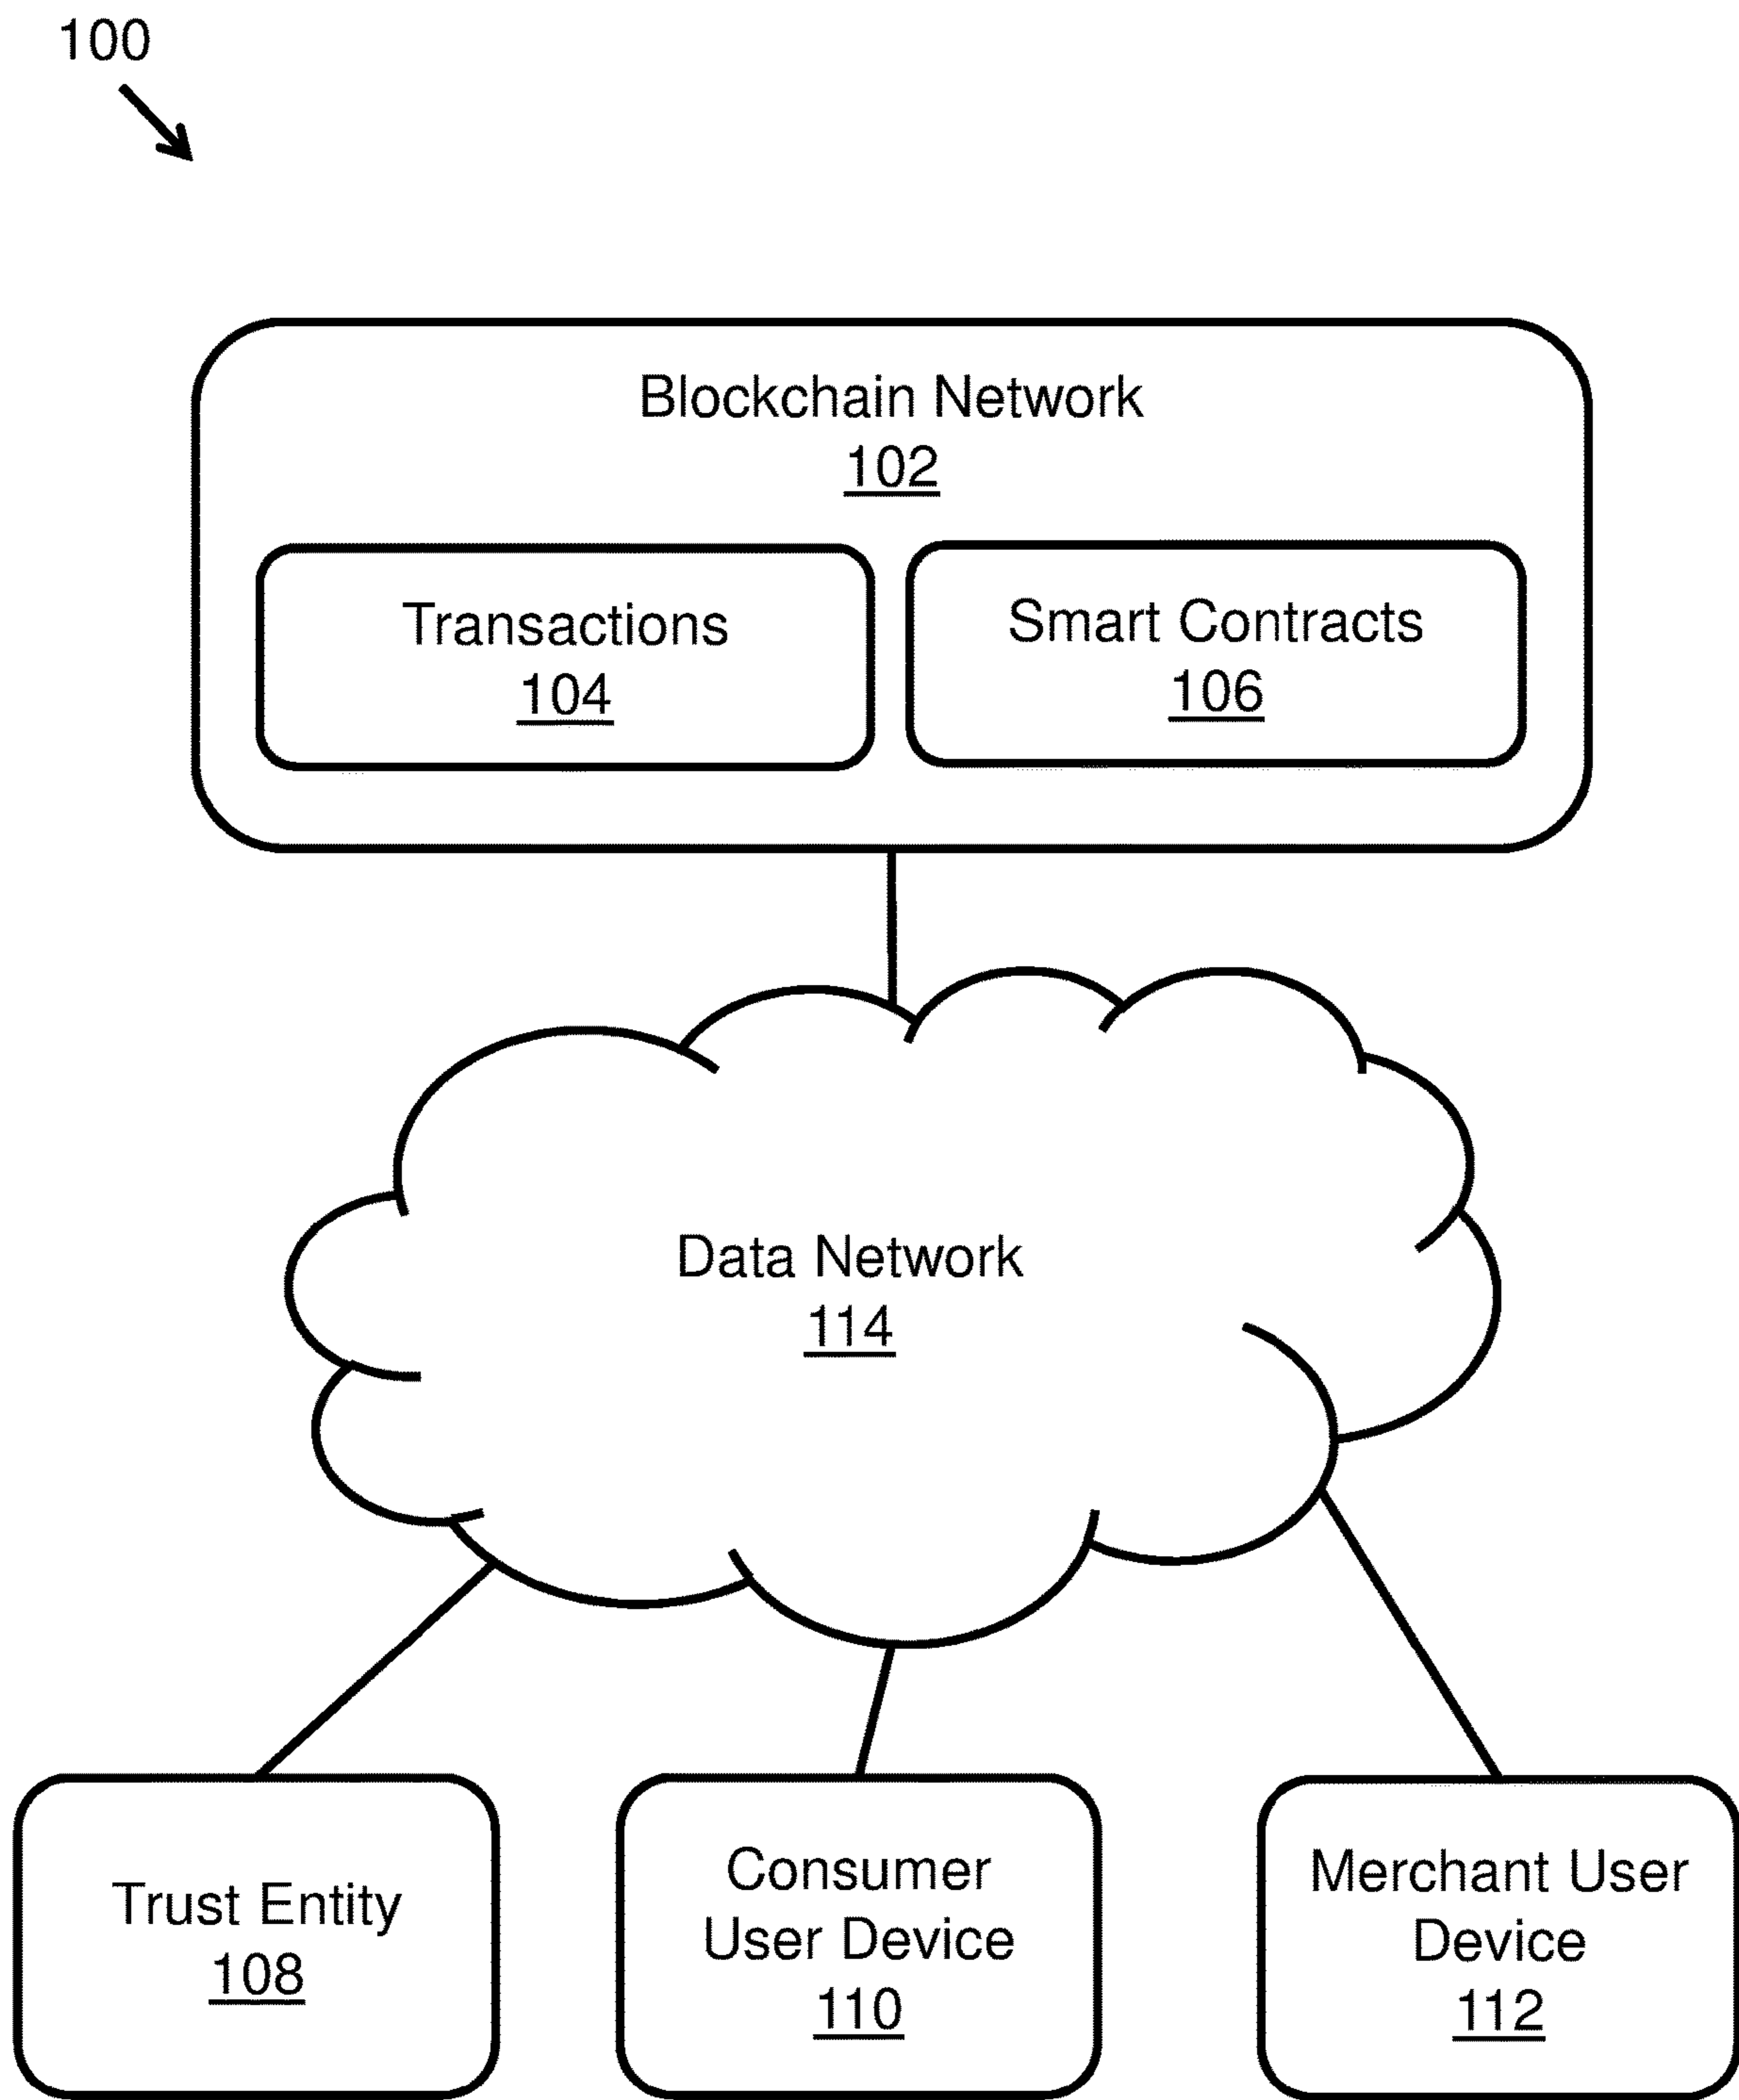 100
Blockchain Network
102
Transactions
104
Smart Contracts
106
Data Network
114
Trust Entity
108
Consumer
User Device
110
Merchant User
Device
112